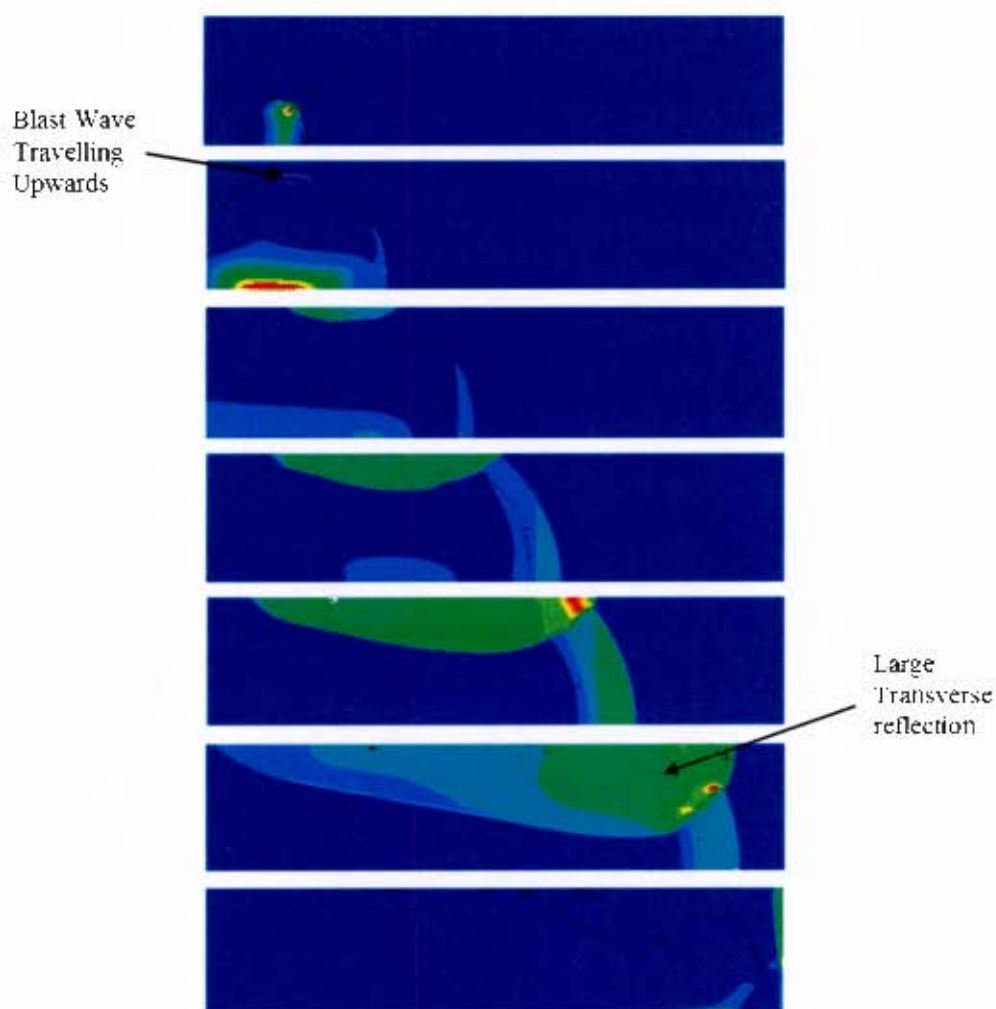 Blast Wave
Travelling
Upwards
Large
Transverse
reflection